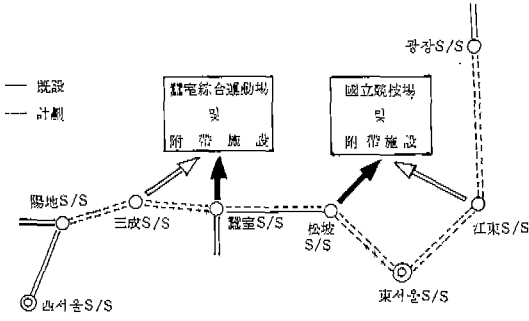 광장S/S
蠶室綜合運動場
및
附帶施設
國立競技場
및
附帶施設
── 既設
---- 計劃
陽地S/S
三成S/S
蠶室S/S
松坡
S/S
江東S/S
東서울S/S
西서울S/S